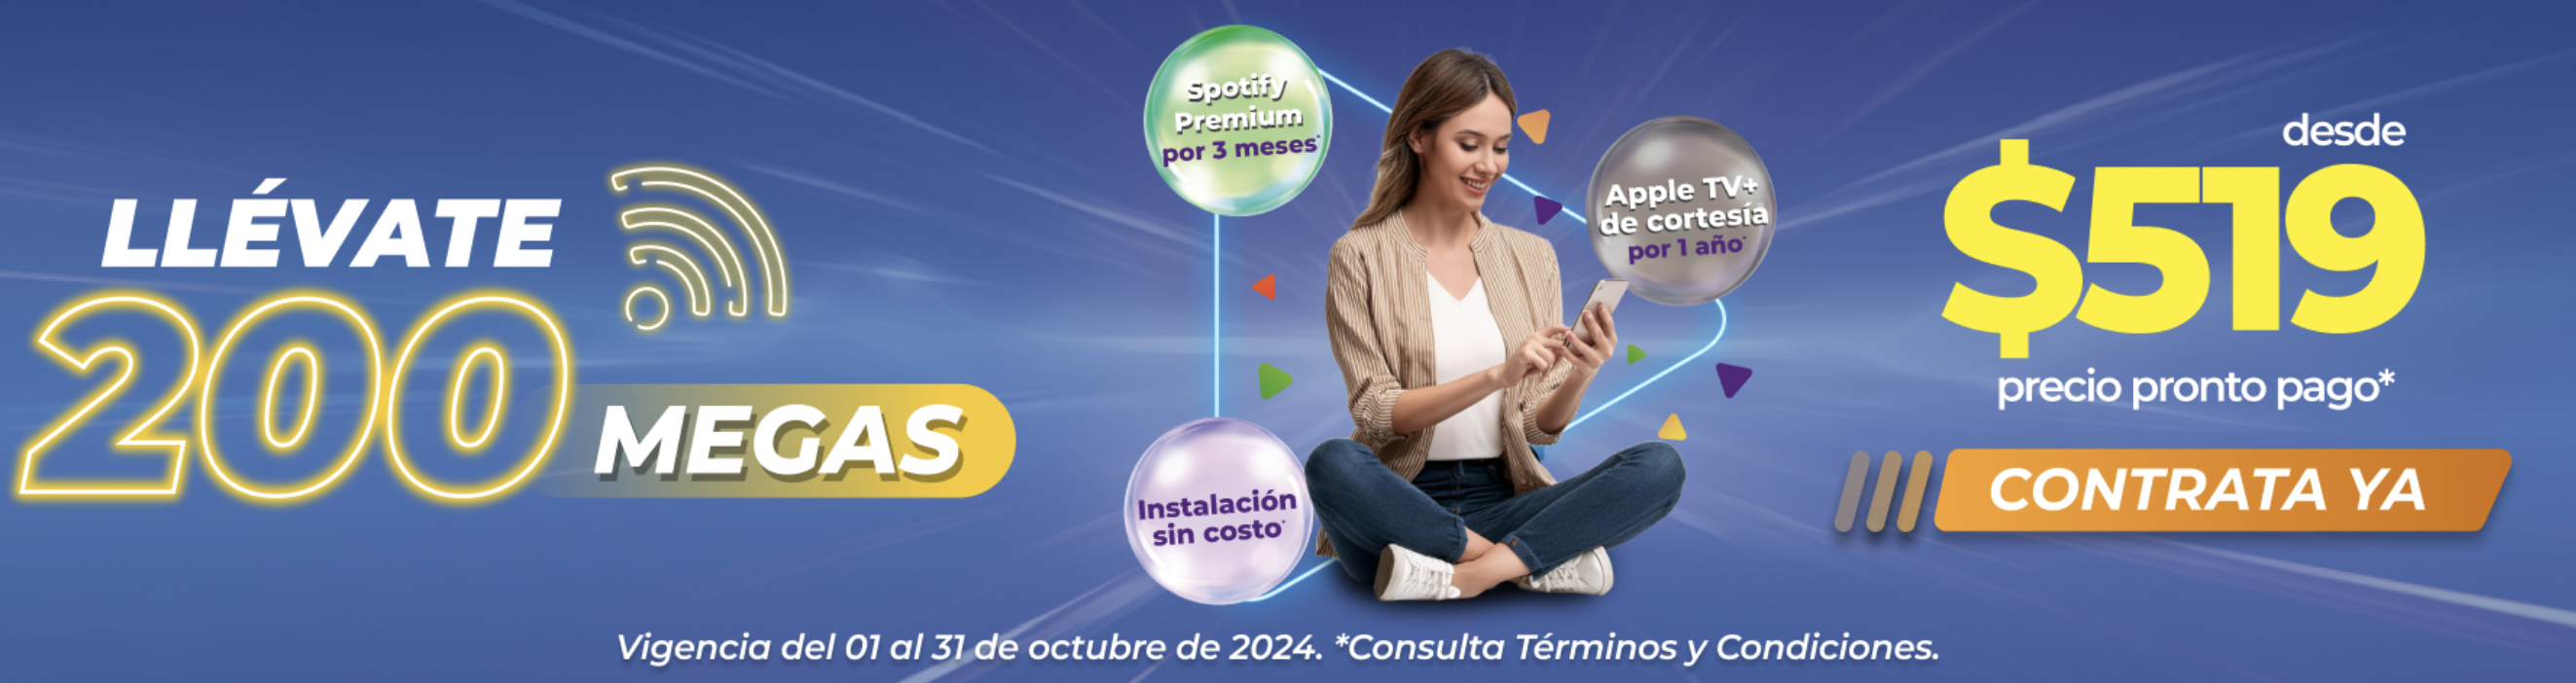 LLÉVATE
200
MEGAS
Spotify
Premium
por 3 meses*
Apple TV+
de cortesía
por 1 año*
Instalación
sin costo*
desde
$519
precio pronto pago*
CONTRATA YA
Vigencia del 01 al 31 de octubre de 2024. *Consulta Términos y Condiciones.